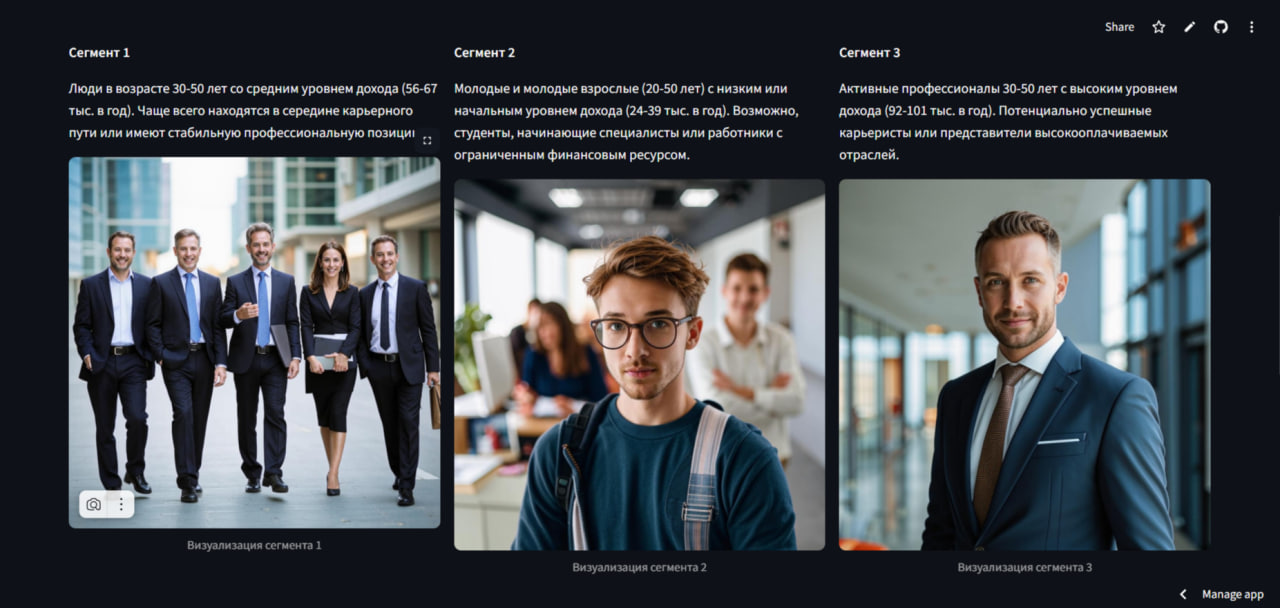 Share
Сегмент 1
Люди в возрасте 30-50 лет со средним уровнем дохода (56-67
тыс. в год). Чаще всего находятся в середине карьерного
пути или имеют стабильную профессиональную
Визуализация сегмента 1
Сегмент 2
Молодые и молодые взрослые (20-50 лет) с низким или
начальным уровнем дохода (24-39 тыс. в год). Возможно,
студенты, начинающие специалисты или работники с
ограниченным финансовым ресурсом.
Визуализация сегмента 2
Сегмент 3
Активные профессионалы 30-50 лет с высоким уровнем
дохода (92-101 тыс. в год). Потенциально успешные
карьеристы или представители высокооплачиваемых
отраслей.
Визуализация сегмента 3
Manage app